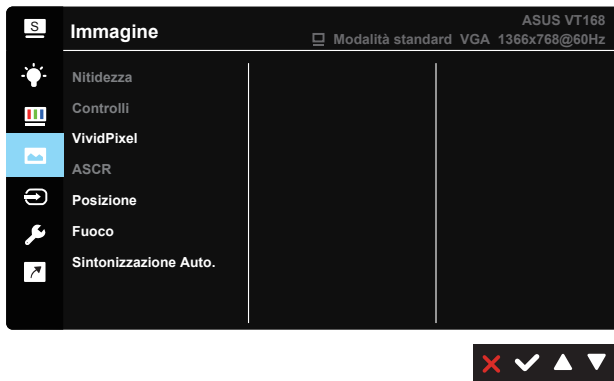 S
Immagine
ASUS VT168
Modalità standard VGA 1366x768@60Hz
Nitidezza
Controlli
VividPixel
ASCR
Posizione
Fuoco
Sintonizzazione Auto.